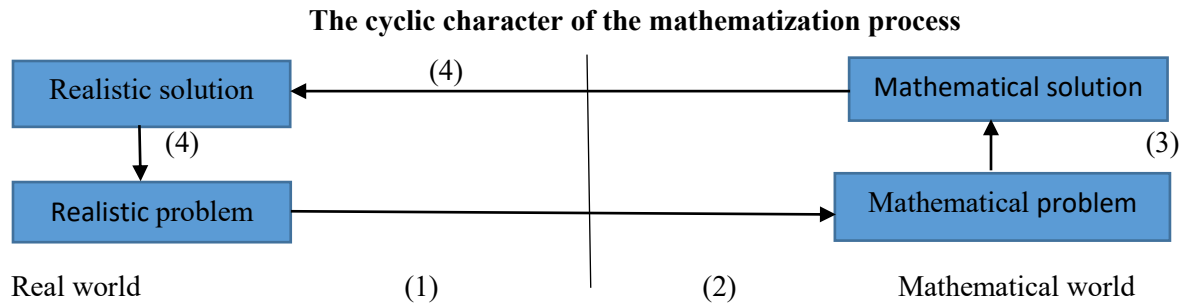 The cyclic character of the mathematization process
(4)
Realistic solution
Mathematical solution
(4)
(3)
Realistic problem
Mathematical problem
Real world
(1)
(2)
Mathematical world